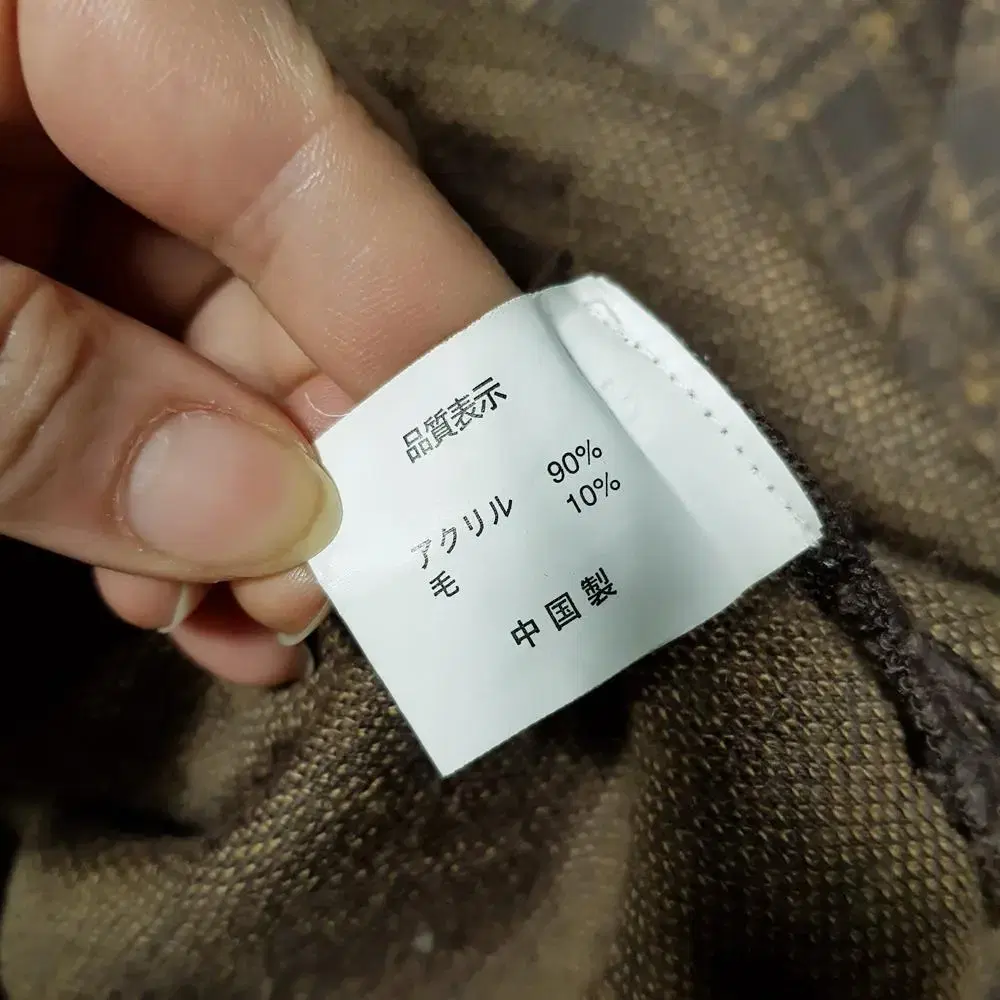 品質表示
アクリル 90%
毛 10%
中国製